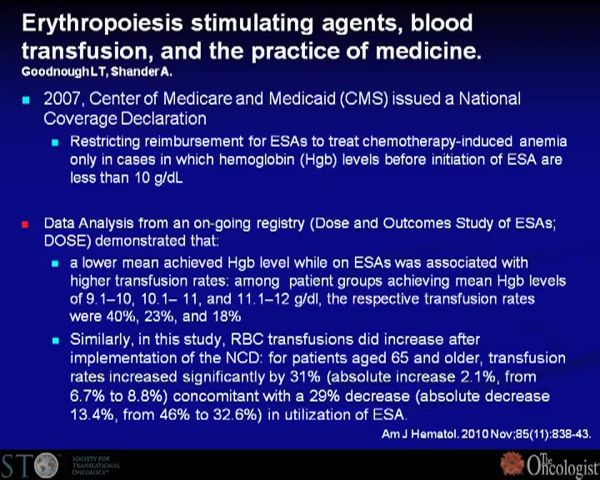 Erythropoiesis stimulating agents, blood
transfusion, and the practice of medicine.
Goodnough LT, Shander A.
2007, Center of Medicare and Medicaid (CMS) issued a National
Coverage Declaration
Restricting reimbursement for ESAs to treat chemotherapy-induced anemia
only in cases in which hemoglobin (Hgb) levels before initiation of ESA are
less than 10 g/dL
Data Analysis from an on-going registry (Dose and Outcomes Study of ESAs;
DOSE) demonstrated that:
a lower mean achieved Hgb level while on ESAs was associated with
higher transfusion rates: among patient groups achieving mean Hgb levels
of 9.1–10, 10.1– 11, and 11.1–12 g/dl, the respective transfusion rates
were 40%, 23%, and 18%
Similarly, in this study, RBC transfusions did increase after
implementation of the NCD: for patients aged 65 and older, transfusion
rates increased significantly by 31% (absolute increase 2.1%, from
6.7% to 8.8%) concomitant with a 29% decrease (absolute decrease
13.4%, from 46% to 32.6%) in utilization of ESA.
Am J Hematol. 2010 Nov;85(11):838-43.
STO
SOCIETY FOR
TRANSLATIONAL
ONCOLOGY
The
Oncologist